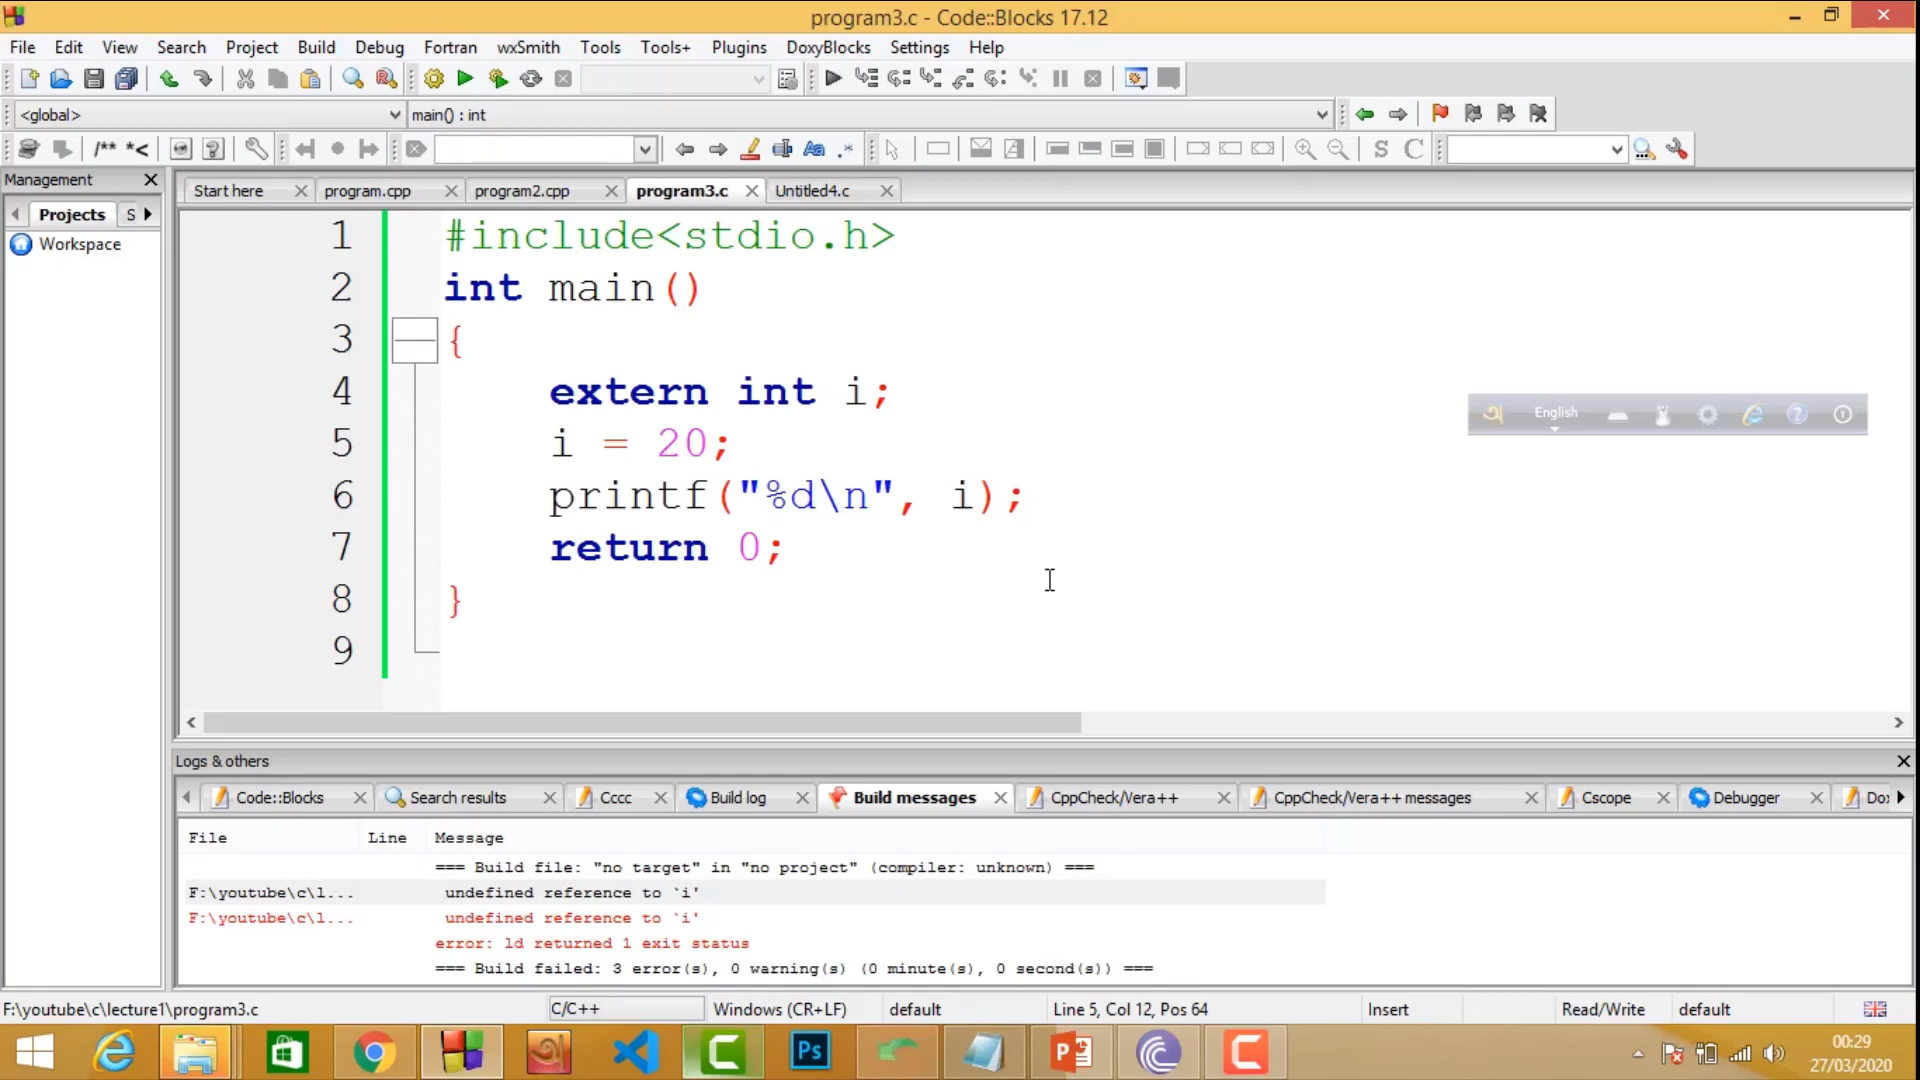 program3.c - Code::Blocks 17.12
File Edit View Search Project Build Debug Fortran wxSmith Tools Tools+ Plugins DoxyBlocks Settings Help
<global> main() : int
/** *<
Aa .*
S C
Management
Start here program.cpp program2.cpp program3.c Untitled4.c
Projects S
Workspace
1 #include<stdio.h>
2 int main()
3 {
4 extern int i;
5 i = 20;
6 printf("%d\n", i);
7 return 0;
8 }
9
English
Logs & others
Code::Blocks Search results Cccc Build log Build messages CppCheck/Vera++ CppCheck/Vera++ messages Cscope Debugger Dox
File Line Message
=== Build file: "no target" in "no project" (compiler: unknown) ===
F:\youtube\c\l... undefined reference to `i'
F:\youtube\c\l... undefined reference to `i'
error: ld returned 1 exit status
=== Build failed: 3 error(s), 0 warning(s) (0 minute(s), 0 second(s)) ===
F:\youtube\c\lecture1\program3.c C/C++ Windows (CR+LF) default Line 5, Col 12, Pos 64 Insert Read/Write default
Ps
00:29
27/03/2020